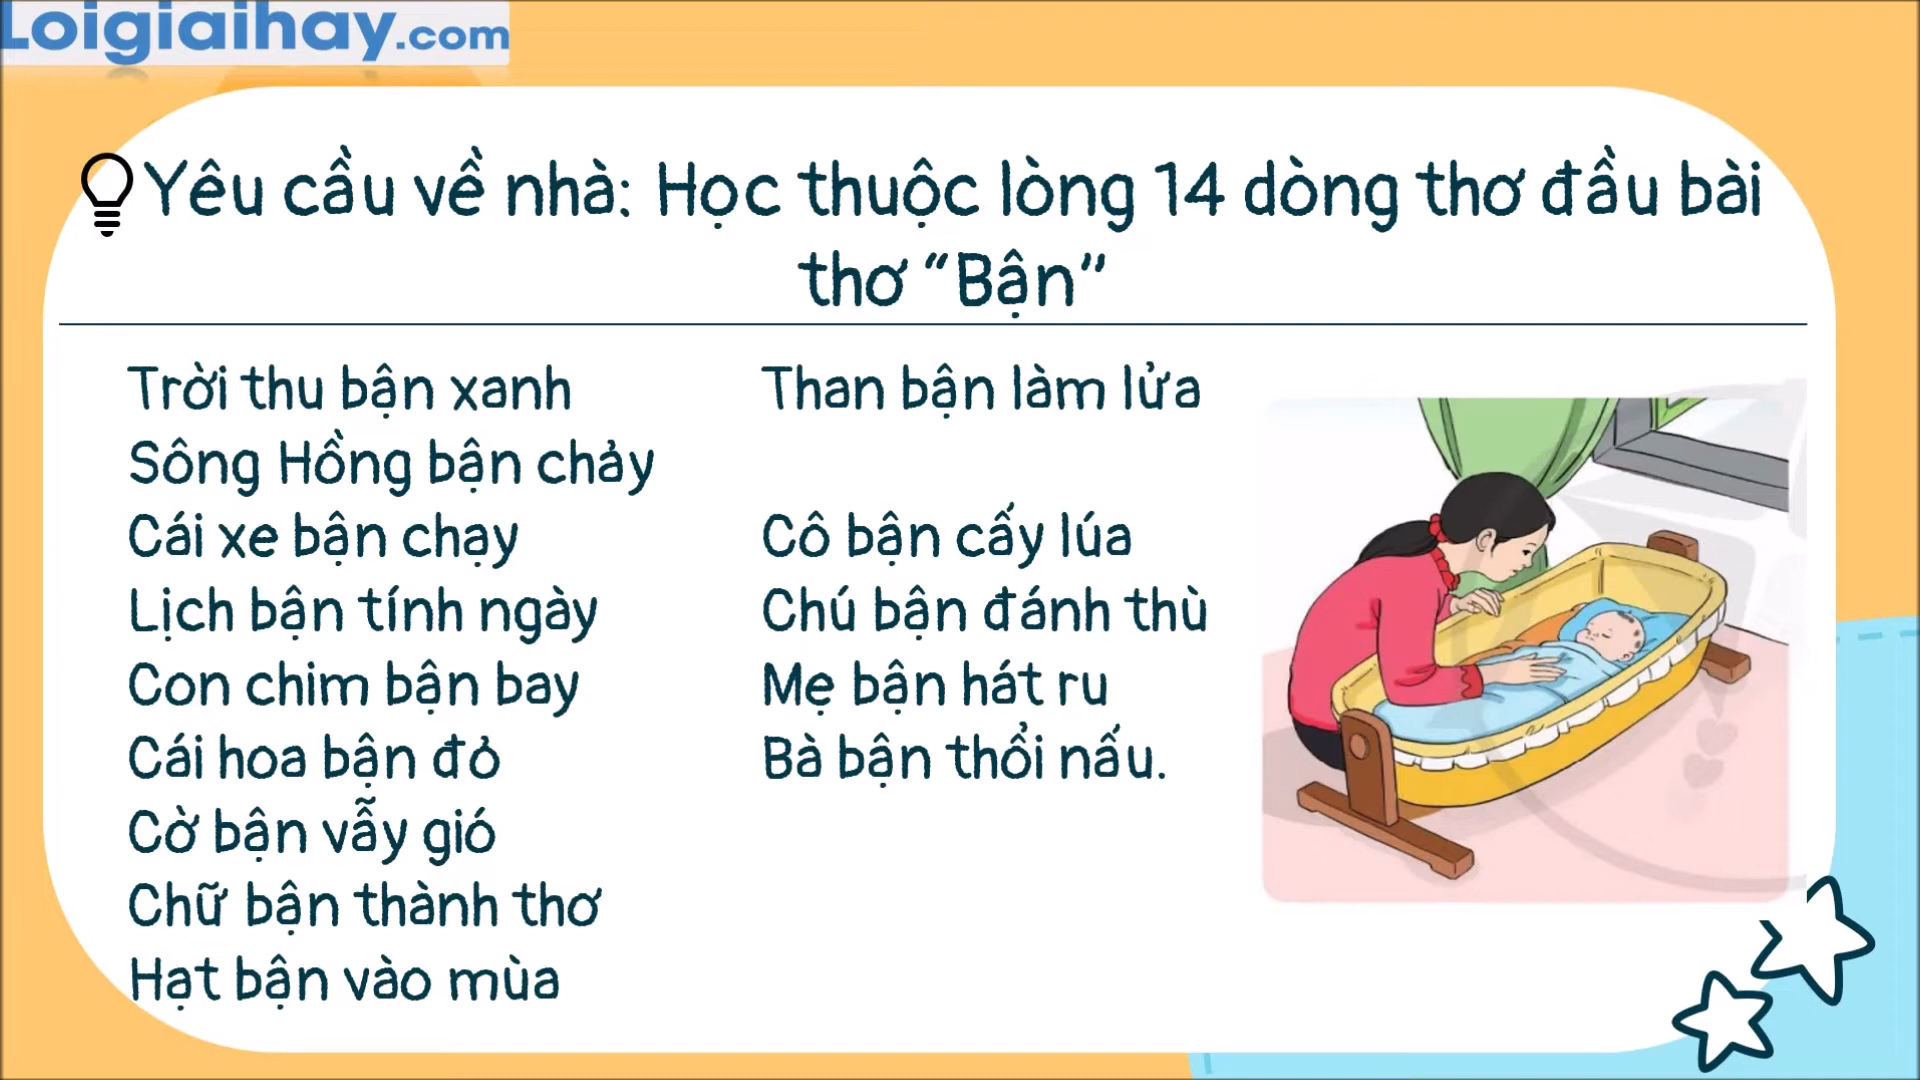 Loigiaihay.com
Yêu cầu về nhà: Học thuộc lòng 14 dòng thơ đầu bài
thơ “Bận”
Trời thu bận xanh
Sông Hồng bận chảy
Cái xe bận chạy
Lịch bận tính ngày
Con chim bận bay
Cái hoa bận đỏ
Cờ bận vẫy gió
Chữ bận thành thơ
Hạt bận vào mùa
Than bận làm lửa
Cô bận cấy lúa
Chú bận đánh thù
Mẹ bận hát ru
Bà bận thổi nấu.